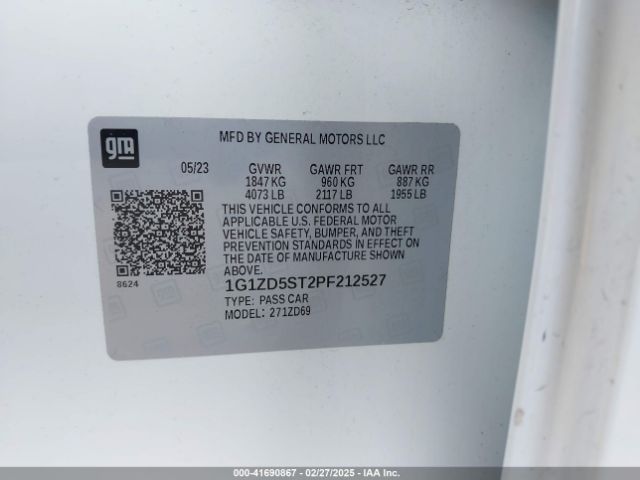 gm
MFD BY GENERAL MOTORS LLC
05/23 GVWR GAWR FRT GAWR RR
1847 KG 960 KG 887 KG
4073 LB 2117 LB 1955 LB
THIS VEHICLE CONFORMS TO ALL
APPLICABLE U.S. FEDERAL MOTOR
VEHICLE SAFETY, BUMPER, AND THEFT
PREVENTION STANDARDS IN EFFECT ON
THE DATE OF MANUFACTURE SHOWN
ABOVE.
8624
1G1ZD5ST2PF212527
TYPE: PASS CAR
MODEL: 271ZD69
000-41690867 - 02/27/2025 - IAA Inc.